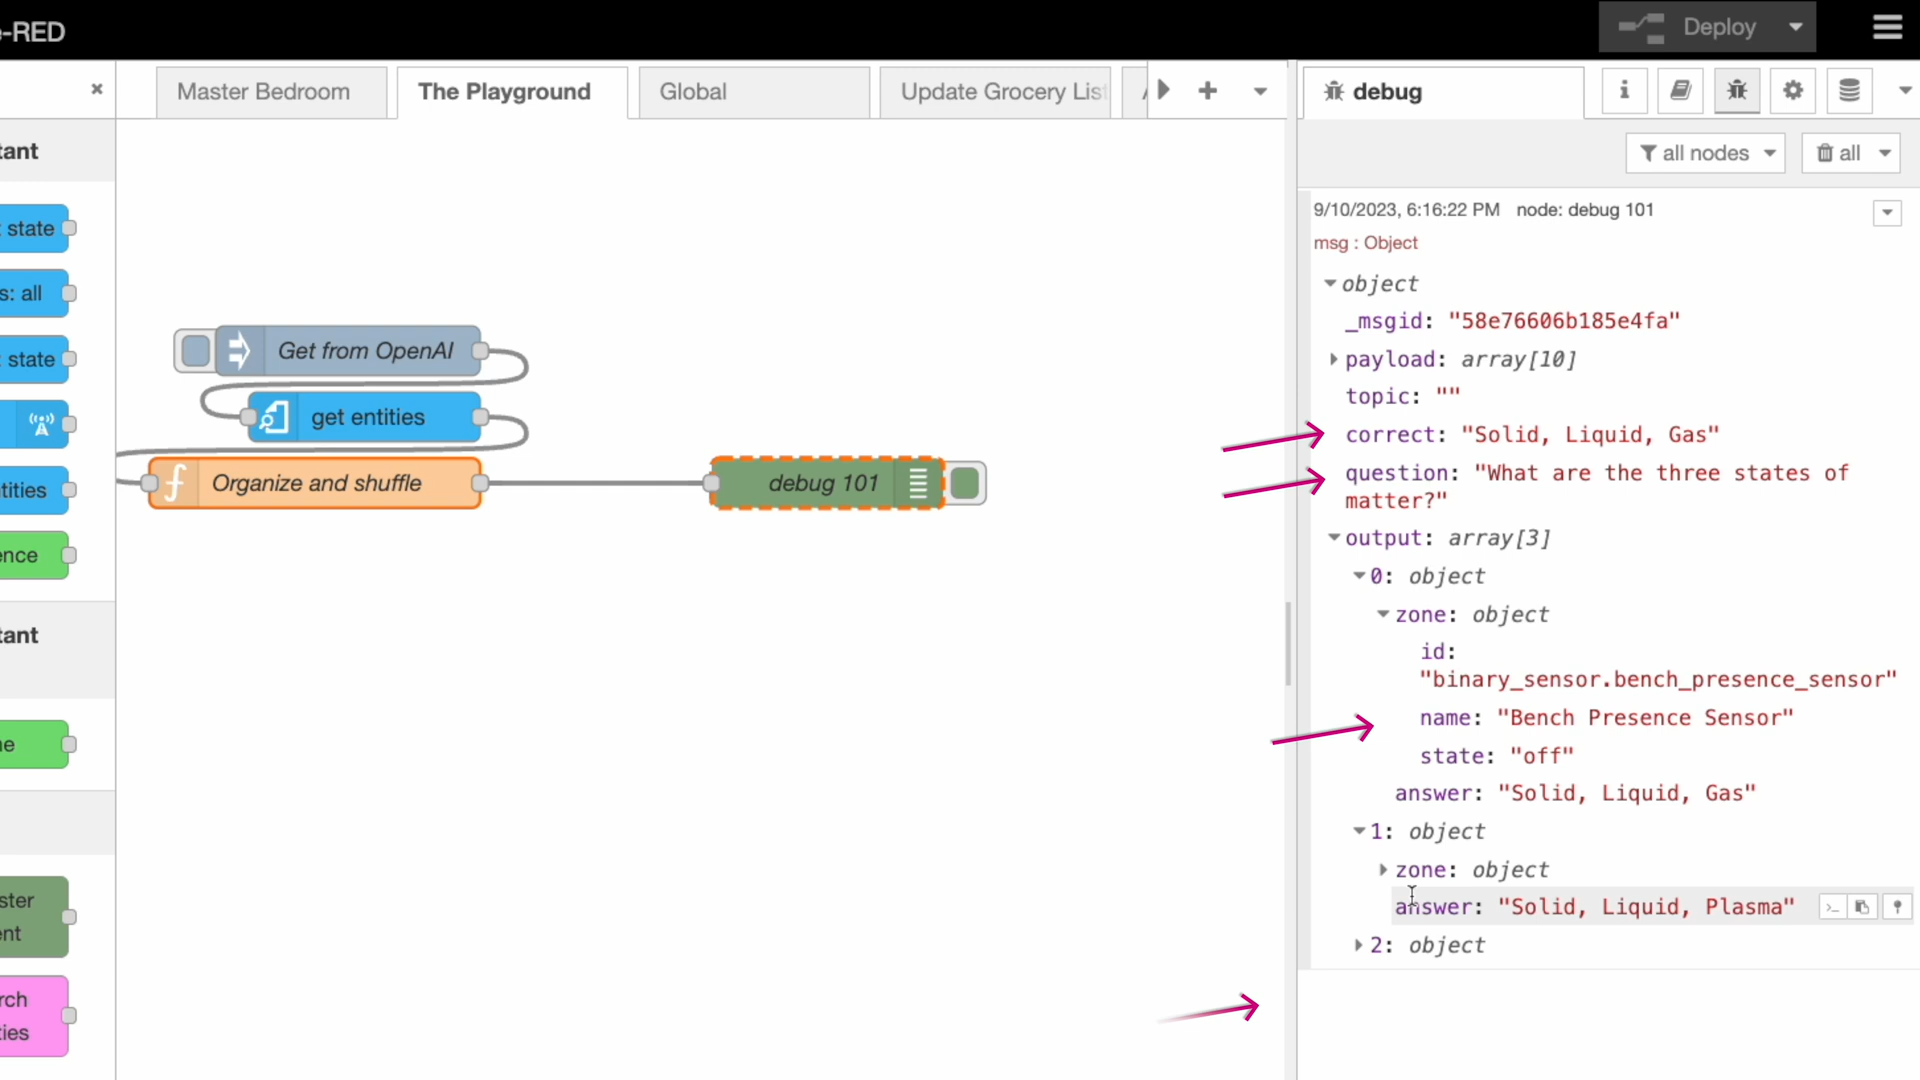 -RED
Deploy
Master Bedroom
The Playground
Global
Update Grocery List
debug
all nodes
all
tant
state
s: all
state
tities
ence
tant
ne
ster
ent
rch
ties
Get from OpenAI
get entities
Organize and shuffle
debug 101
9/10/2023, 6:16:22 PM node: debug 101
msg : Object
object
_msgid: "58e76606b185e4fa"
payload: array[10]
topic: ""
correct: "Solid, Liquid, Gas"
question: "What are the three states of
matter?"
output: array[3]
0: object
zone: object
id:
"binary_sensor.bench_presence_sensor"
name: "Bench Presence Sensor"
state: "off"
answer: "Solid, Liquid, Gas"
1: object
zone: object
answer: "Solid, Liquid, Plasma"
2: object